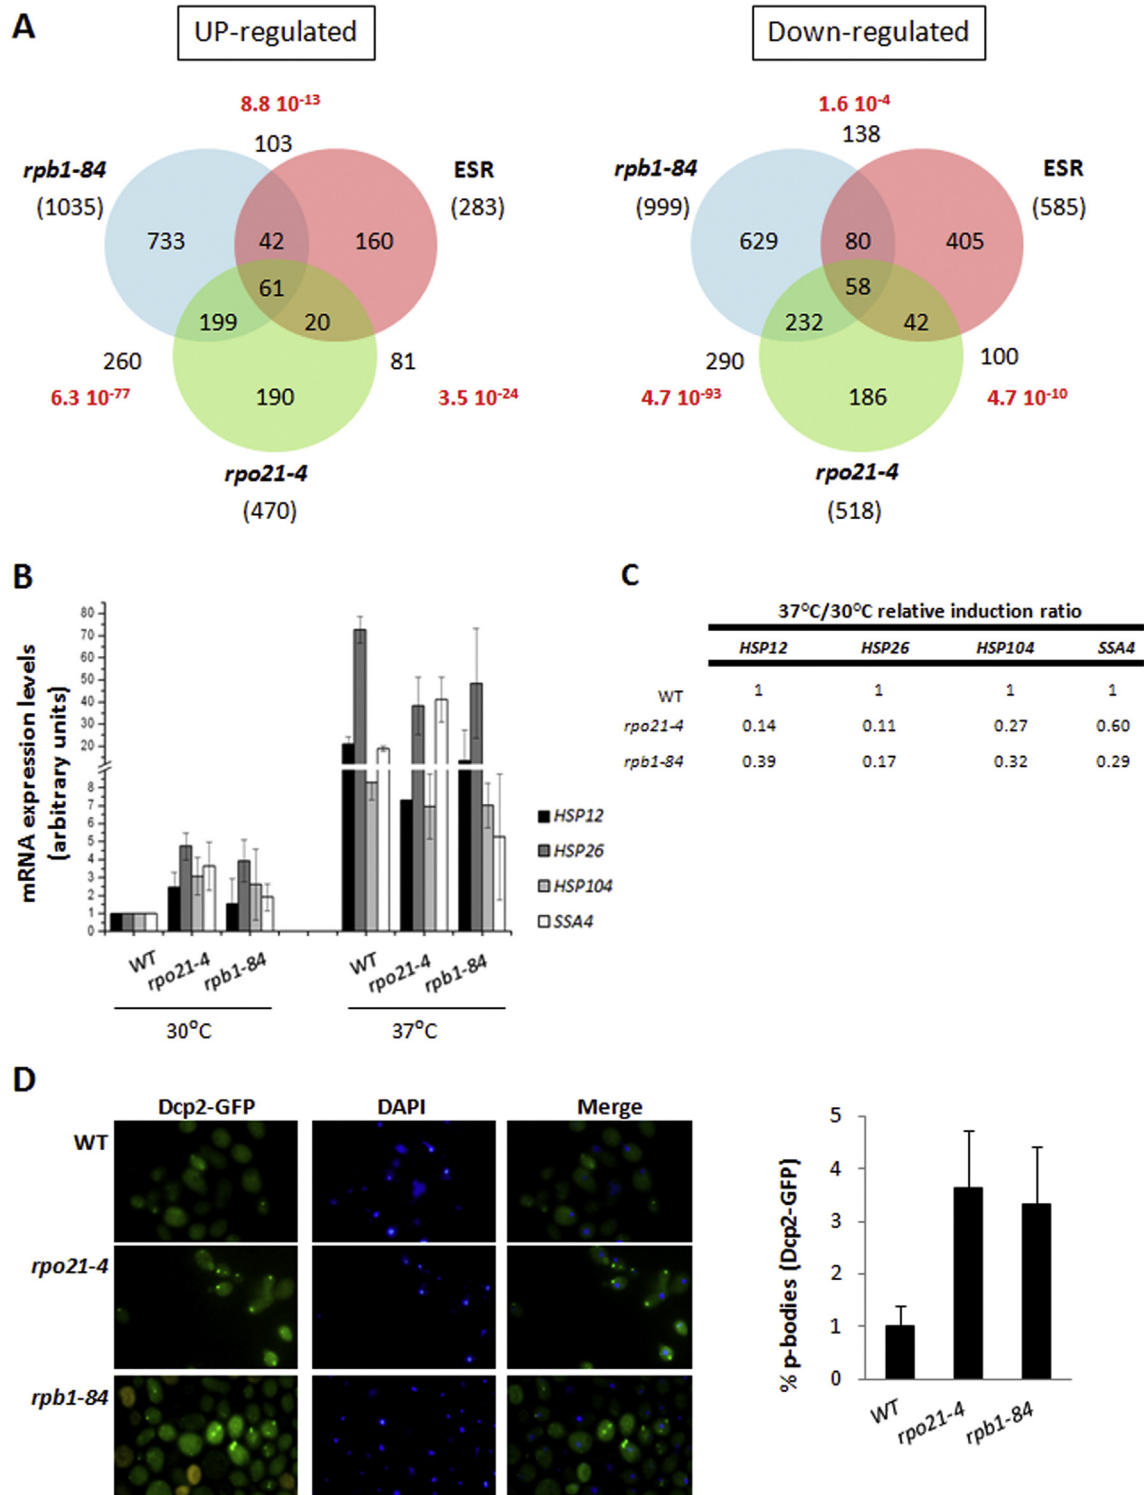 A
UP-regulated
Down-regulated
8.8 10-13
103
rpb1-84
(1035)
ESR
(283)
733
42
160
61
199
20
260
81
6.3 10-77
3.5 10-24
190
rpo21-4
(470)
1.6 10-4
138
rpb1-84
(999)
ESR
(585)
629
80
405
58
232
42
290
100
4.7 10-93
4.7 10-10
186
rpo21-4
(518)
B
mRNA expression levels
(arbitrary units)
80
70
60
50
40
30
20
8
7
6
5
4
3
2
1
0
WT
rpo21-4
rpb1-84
WT
rpo21-4
rpb1-84
30°C
37°C
HSP12
HSP26
HSP104
SSA4
C
37°C/30°C relative induction ratio
HSP12 HSP26 HSP104 SSA4
WT 1 1 1 1
rpo21-4 0.14 0.11 0.27 0.60
rpb1-84 0.39 0.17 0.32 0.29
D
Dcp2-GFP DAPI Merge
WT
rpo21-4
rpb1-84
% p-bodies (Dcp2-GFP)
5
4
3
2
1
0
WT
rpo21-4
rpb1-84